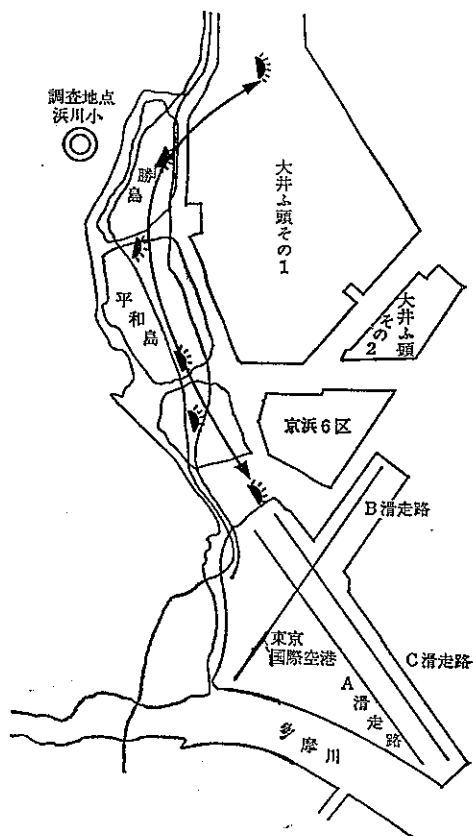 調査地点
浜川小
勝島
大井ふ頭その1
平和島
大井ふ頭
その2
京浜6区
B滑走路
東京
国際空港
C滑走路
A滑走路
多摩川